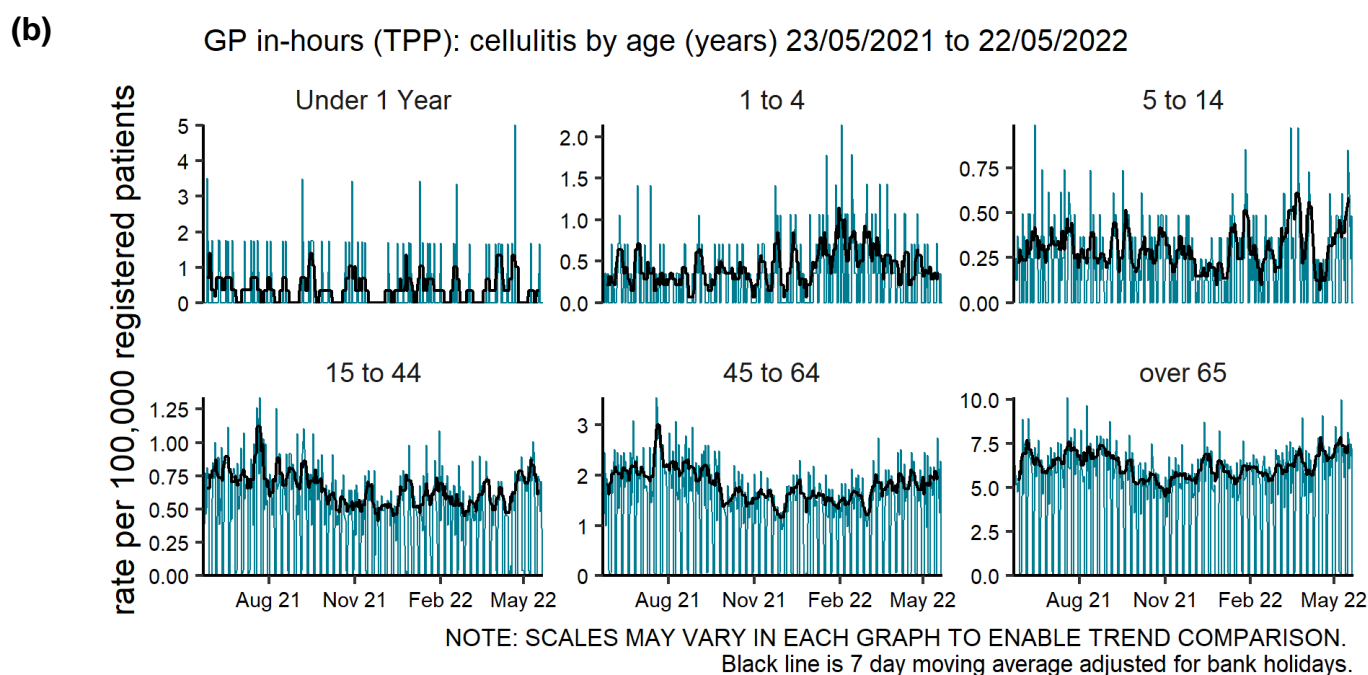 (b)
GP in-hours (TPP): cellulitis by age (years) 23/05/2021 to 22/05/2022
rate per 100,000 registered patients
Under 1 Year
5
4
3
2
1
0
1 to 4
2.0
1.5
1.0
0.5
0.0
5 to 14
0.75
0.50
0.25
0.00
15 to 44
1.25
1.00
0.75
0.50
0.25
0.00
Aug 21 Nov 21 Feb 22 May 22
45 to 64
3
2
1
0
Aug 21 Nov 21 Feb 22 May 22
over 65
10.0
7.5
5.0
2.5
0.0
Aug 21 Nov 21 Feb 22 May 22
NOTE: SCALES MAY VARY IN EACH GRAPH TO ENABLE TREND COMPARISON.
Black line is 7 day moving average adjusted for bank holidays.